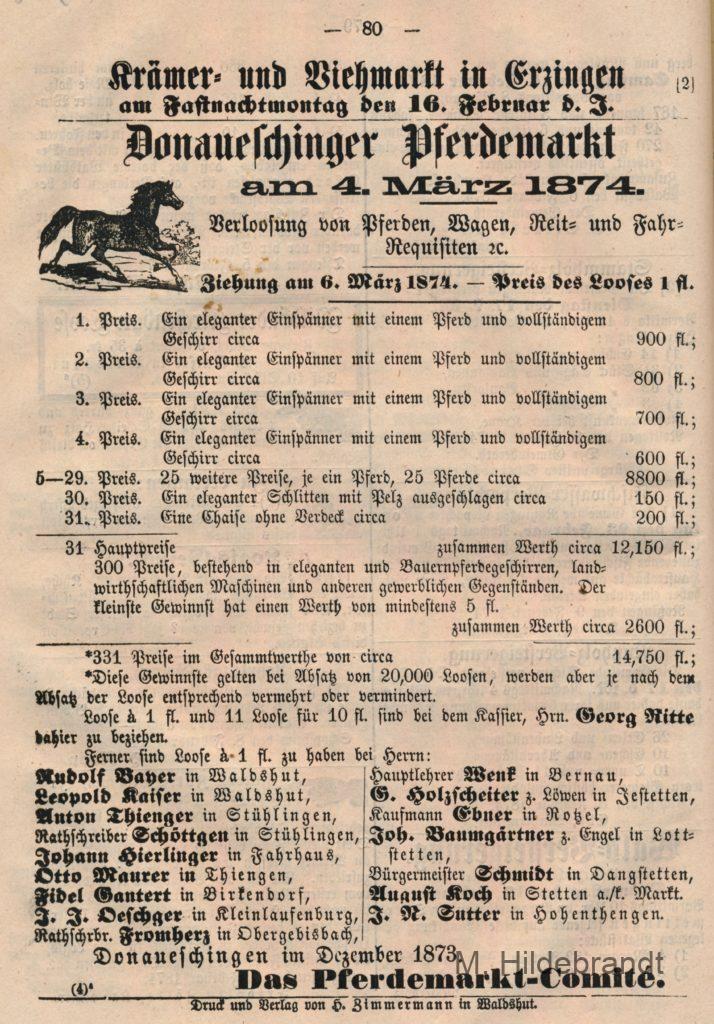 — 80 —
Krämer- und Viehmarkt in Erzingen
am Fastnachtmontag den 16. Februar d. J. [2]
Donaueschinger Pferdemarkt
am 4. März 1874.
Verloosung von Pferden, Wagen, Reit- und Fahr-
Requisiten ꝛc.
Ziehung am 6. März 1874. — Preis des Looses 1 fl.
1. Preis. Ein eleganter Einspänner mit einem Pferd und vollständigem
Geschirr circa 900 fl.;
2. Preis. Ein eleganter Einspänner mit einem Pferd und vollständigem
Geschirr circa 800 fl.;
3. Preis. Ein eleganter Einspänner mit einem Pferd und vollständigem
Geschirr eirca 700 fl.;
4. Preis. Ein eleganter Einspänner mit einem Pferd und vollständigem
Geschirr circa 600 fl.;
5—29. Preis. 25 weitere Preise, je ein Pferd, 25 Pferde circa 8800 fl.;
30. Preis. Ein eleganter Schlitten mit Pelz ausgeschlagen circa 150 fl.;
31. Preis. Eine Chaise ohne Verdeck circa 200 fl.;
31 Hauptpreise zusammen Werth circa 12,150 fl.;
300 Preise, bestehend in eleganten und Bauernpferdegeschirren, land-
wirthschaftlichen Maschinen und anderen gewerblichen Gegenständen. Der
kleinste Gewinnst hat einen Werth von mindestens 5 fl.
zusammen Werth circa 2600 fl.;
*331 Preise im Gesammtwerthe von circa 14,750 fl.;
*Diese Gewinnste gelten bei Absatz von 20,000 Loosen, werden aber je nach dem
Absatz der Loose entsprechend vermehrt oder vermindert.
Loose à 1 fl. und 11 Loose für 10 fl. sind bei dem Kassier, Hrn. Georg Ritte
dahier zu beziehen.
Ferner sind Loose à 1 fl. zu haben bei Herrn:
Rudolf Bayer in Waldshut,
Leopold Kaiser in Waldshut,
Anton Thienger in Stühlingen,
Rathschreiber Schöttgen in Stühlingen,
Johann Hierlinger in Fahrhaus,
Otto Maurer in Thiengen,
Fidel Gantert in Birkendorf,
J. J. Oeschger in Kleinlaufenburg,
Rathschrbr. Fromherz in Obergebisbach,
Hauptlehrer Wenk in Bernau,
G. Holzscheiter z. Löwen in Jestetten,
Kaufmann Ebner in Rotzel,
Joh. Baumgärtner z. Engel in Lott-
stetten,
Bürgermeister Schmidt in Dangstetten,
August Koch in Stetten a./k. Markt.
J. N. Sutter in Hohenthengen.
Donaueschingen im Dezember 1873.
M. Hildebrandt
(4)⁴ Das Pferdemarkt-Comité.
Druck und Verlag von H. Zimmermann in Waldshut.